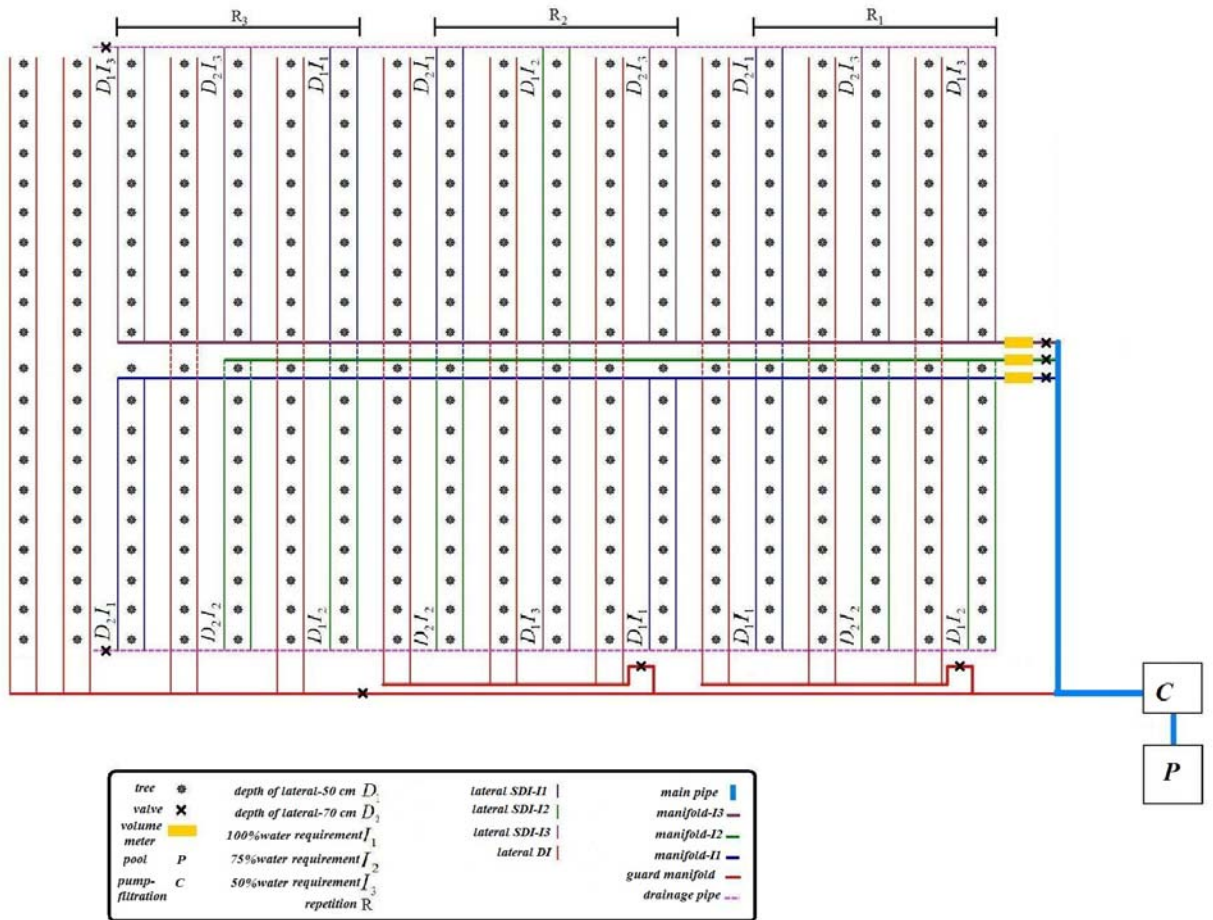 R₃ R₂ R₁
D₁I₃ D₂I₃ D₁I₁ D₂I₁ D₁I₂ D₂I₃ D₂I₁ D₂I₃ D₁I₃
D₂I₁ D₂I₂ D₁I₂ D₂I₂ D₁I₃ D₁I₁ D₁I₁ D₂I₂ D₁I₂
C
P
tree
valve
volume
meter
pool P
pump-
filtration C
depth of lateral-50 cm D
depth of lateral-70 cm D
100%water requirement I₁
75%water requirement I₂
50%water requirement I₃
repetition R
lateral SDI-I1
lateral SDI-I2
lateral SDI-I3
lateral DI
main pipe
manifold-I3
manifold-I2
manifold-I1
guard manifold
drainage pipe